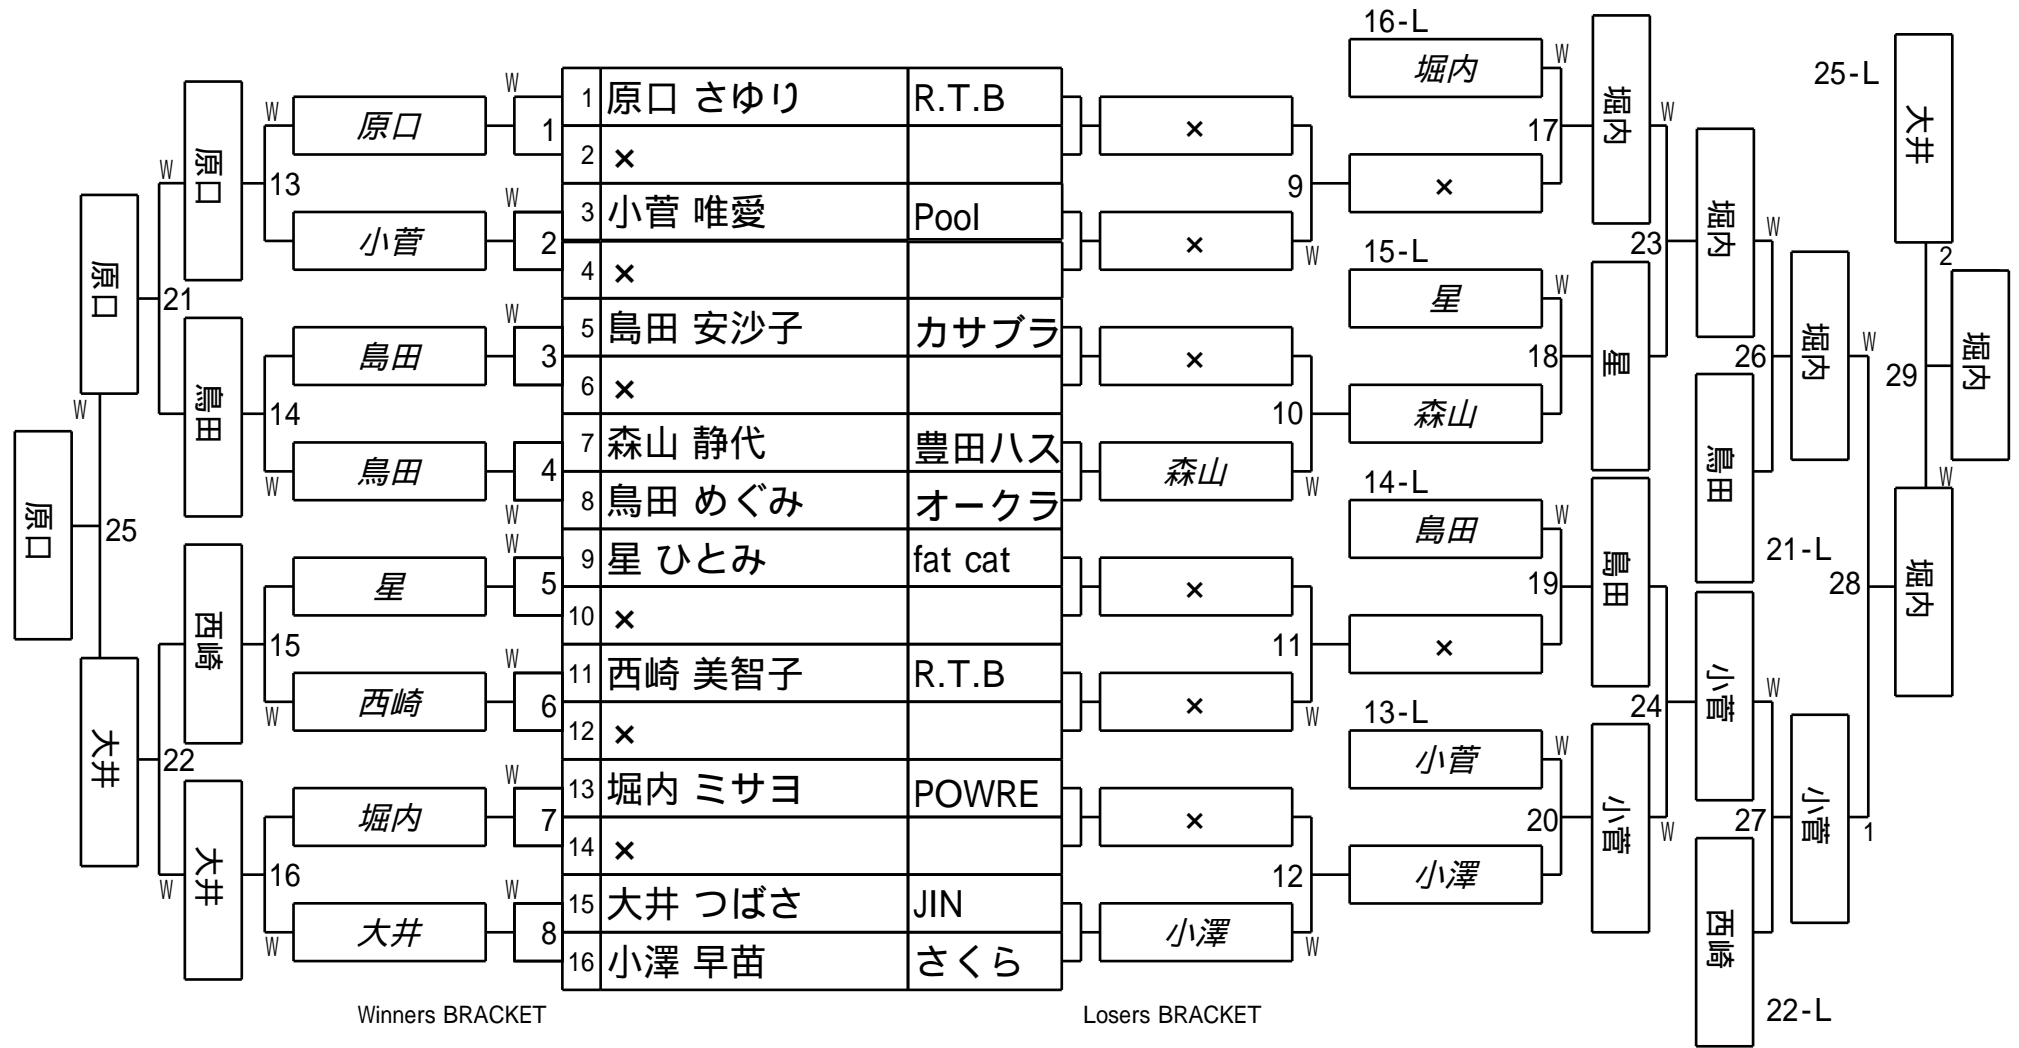 16-L
25-L
W 堀内 W
W 1 原口 さゆり R.T.B
W 原口 1 × 17 堀内 W 大井
W 原口 2 ×
13 9 ×
W 3 小菅 唯愛 Pool
小菅 2 × W 23 堀内 W 2
原口 4 × 15-L
21 星 W
W 5 島田 安沙子 カサブラ
島田 3 × 18 星 26 堀内 W 29 堀内
6 ×
鳥田 14 10 森山
7 森山 静代 豊田ハス
W 鳥田 4 森山 W 鳥田 W
8 鳥田 めぐみ オークラ 14-L
W W
原口 25 島田 W 21-L
W 9 星 ひとみ fat cat
星 5 × 19 島田 28 堀内
10 ×
西崎 15 11 ×
W 11 西崎 美智子 R.T.B
W 西崎 6 × W 24 小菅 W
12 × 13-L
大井 22 小菅 W
W 13 堀内 ミサヨ POWRE
堀内 7 × 20 小菅 W 27 小菅 1
14 ×
W 大井 16 12 小澤
W 15 大井 つばさ JIN
W 大井 8 小澤 W 西崎
16 小澤 早苗 さくら
Winners BRACKET Losers BRACKET 22-L